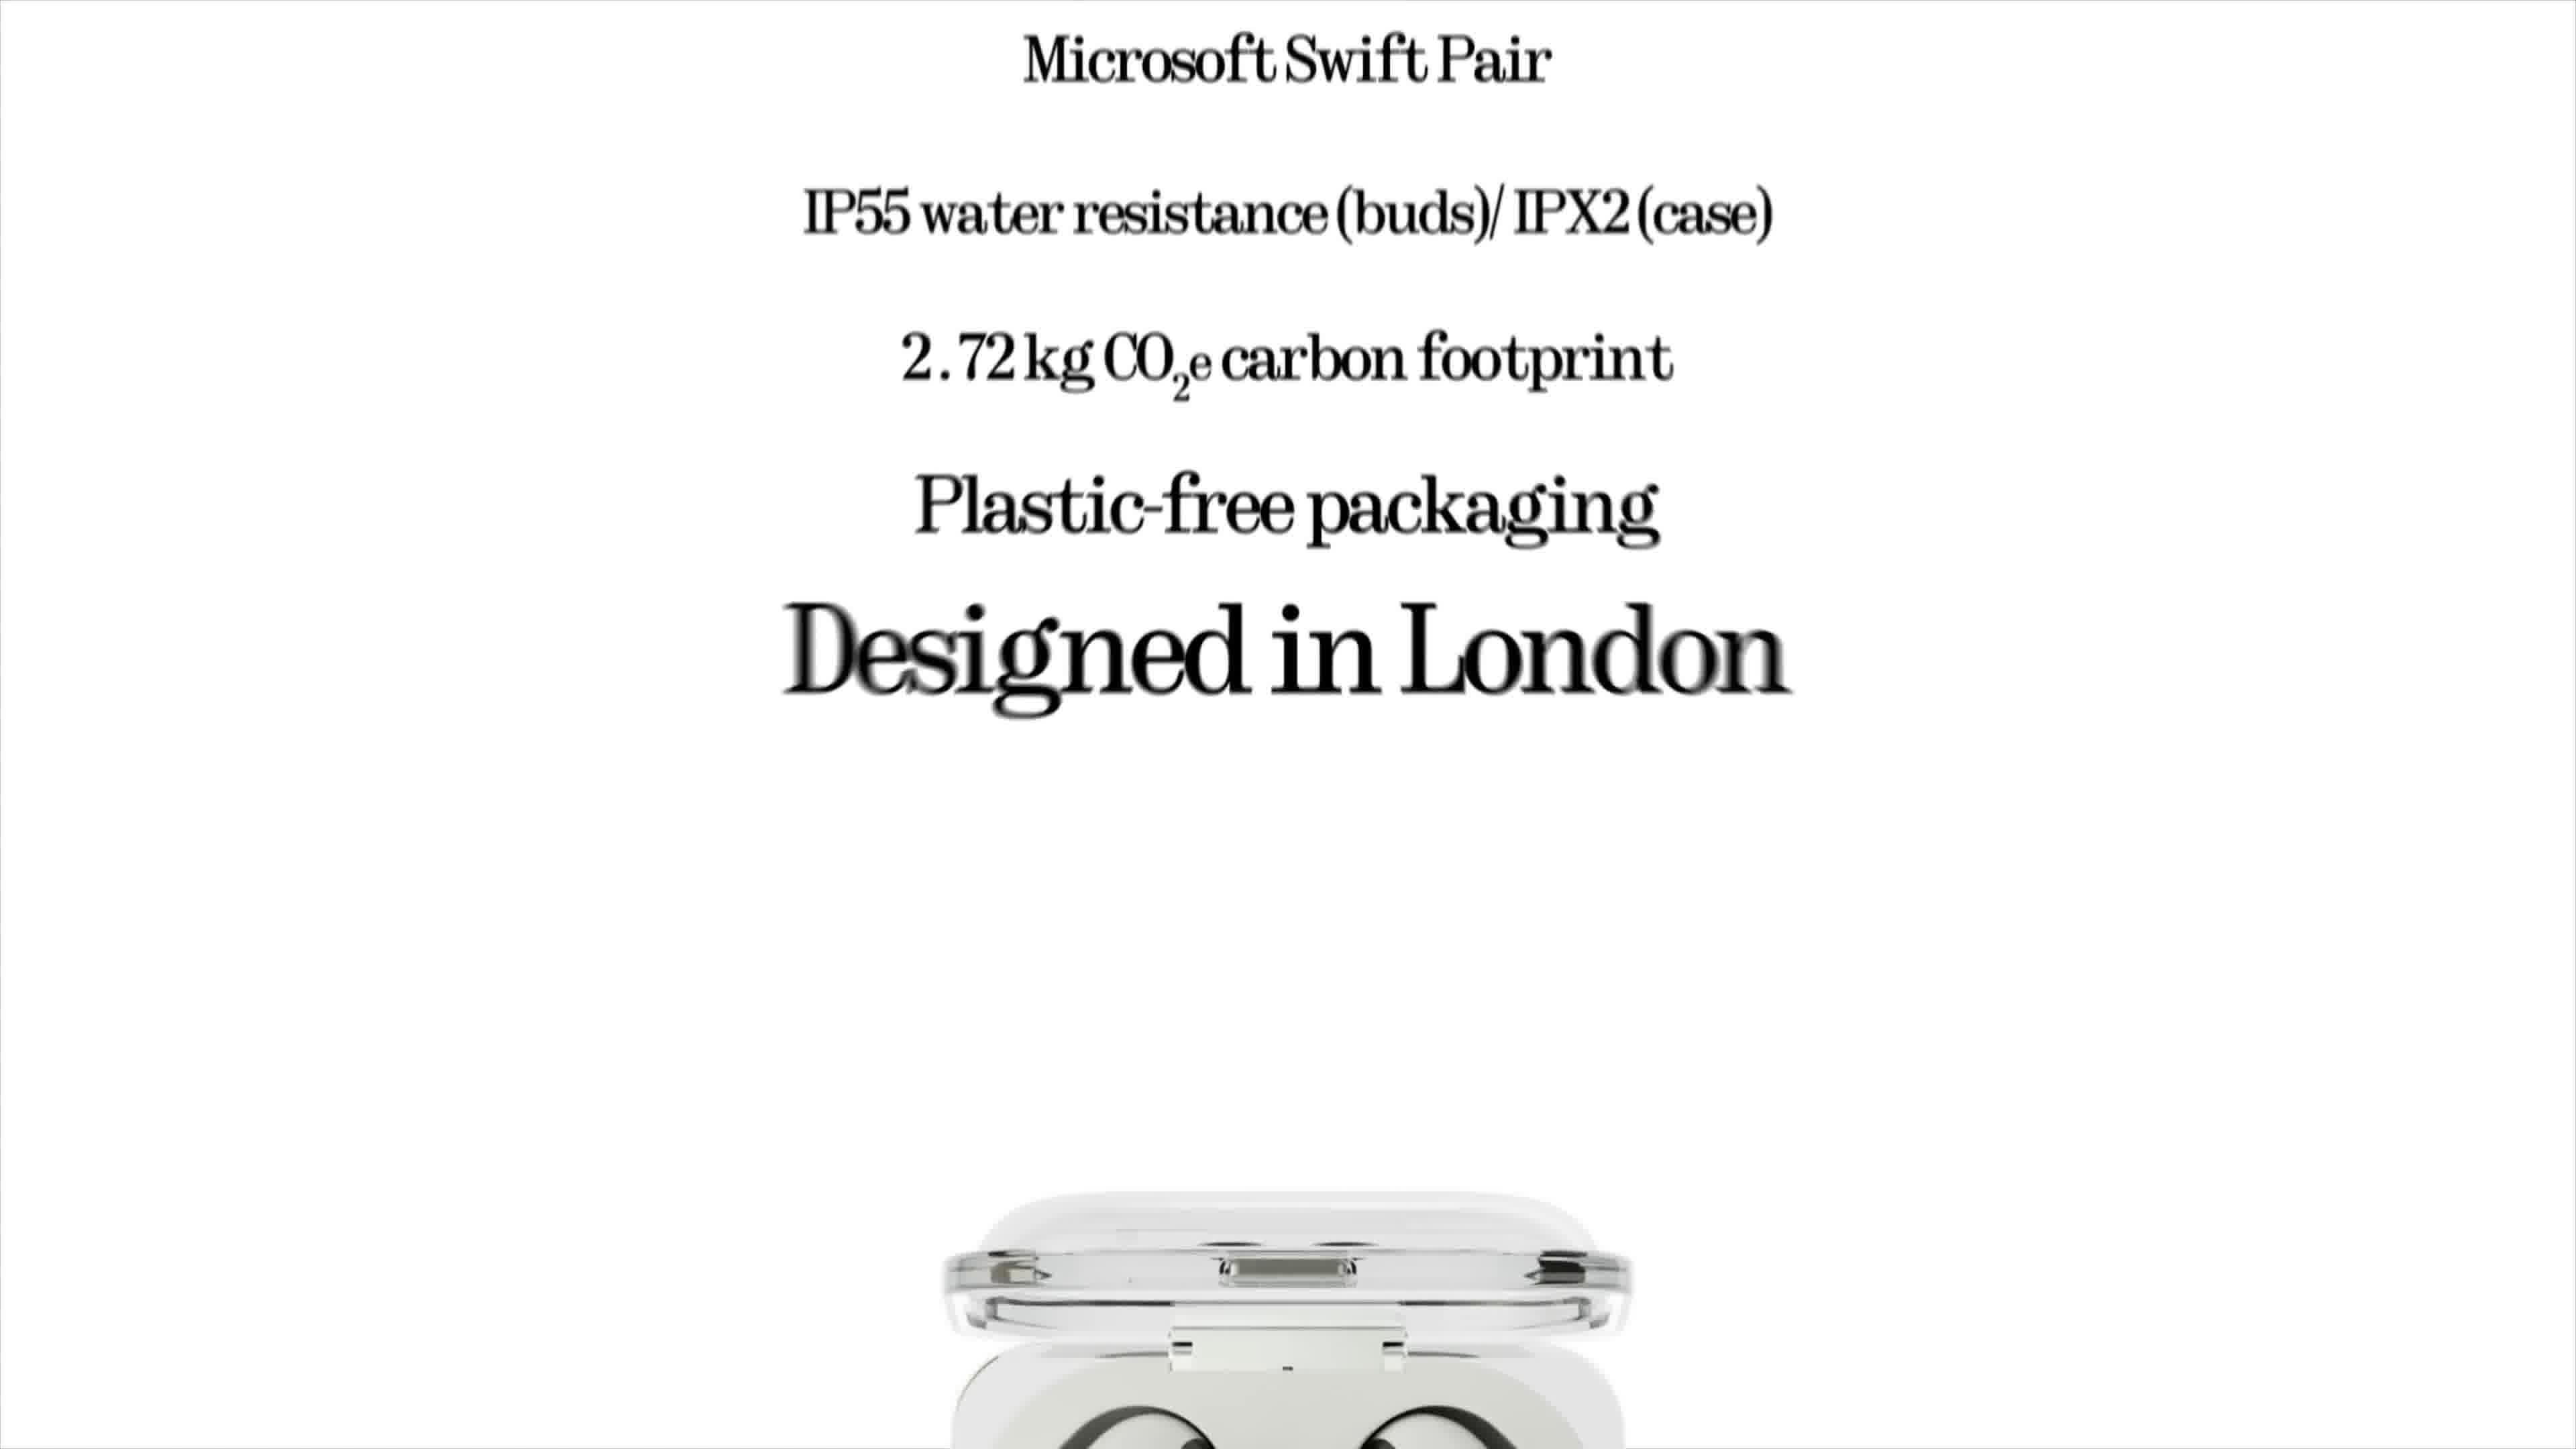 Microsoft Swift Pair
IP55 water resistance (buds)/ IPX2 (case)
2.72 kg CO₂e carbon footprint
Plastic-free packaging
Designed in London